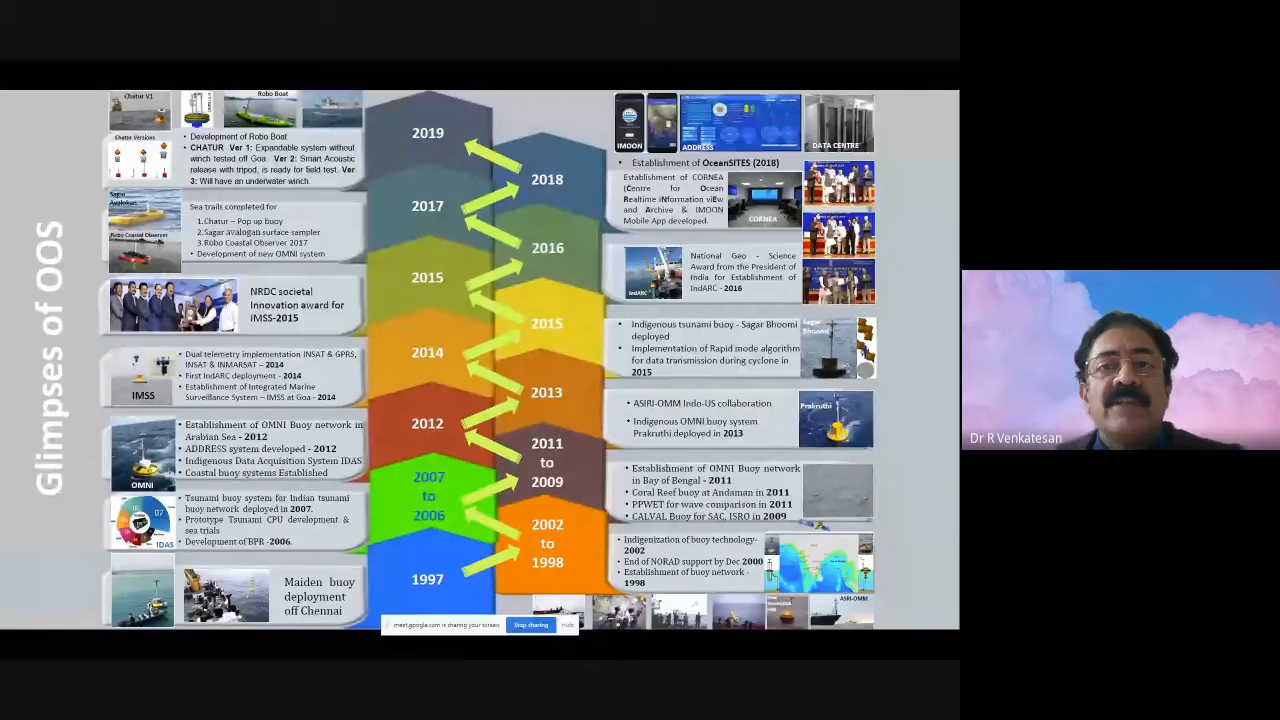 Glimpses of OOS
Chatur V1
Robo Boat
Chatur Versions
• Development of Robo Boat
• CHATUR Ver 1: Expandable system without
winch tested off Goa. Ver 2: Smart Acoustic
release with tripod, is ready for field test. Ver
3: Will have an underwater winch.
2019
IMOON
ADDRESS
DATA CENTRE
• Establishment of OceanSITES (2018)
Establishment of CORNEA
(Centre for Ocean
Realtime iNformation viEw
and Archive & IMOON
Mobile App developed.
CORNEA
2018
Sagar
Avalokan
Robo Coastal Observer
Sea trails completed for
1.Chatur – Pop up buoy
2.Sagar avalogan surface sampler
3.Robo Coastal Observer 2017
• Development of new OMNI system
2017
2016
IndARC
National Geo - Science
Award from the President of
India for Establishment of
IndARC - 2016
NRDC societal
Innovation award for
IMSS-2015
2015
2015
• Indigenous tsunami buoy - Sagar Bhoomi
deployed
• Implementation of Rapid mode algorithm
for data transmission during cyclone in
2015
Sagar
Bhoomi
IMSS
• Dual telemetry implementation INSAT & GPRS,
INSAT & INMARSAT – 2014
• First IndARC deployment - 2014
• Establishment of Integrated Marine
Surveillance System – IMSS at Goa - 2014
2014
2013
• ASIRI-OMM Indo-US collaboration
• Indigenous OMNI buoy system
Prakruthi deployed in 2013
Prakruthi
OMNI
• Establishment of OMNI Buoy network in
Arabian Sea - 2012
• ADDRESS system developed - 2012
• Indigenous Data Acquisition System IDAS
• Coastal buoy systems Established
2012
2011
to
2009
• Establishment of OMNI Buoy network
in Bay of Bengal - 2011
• Coral Reef buoy at Andaman in 2011
• PPWET for wave comparison in 2011
• CALVAL Buoy for SAC, ISRO in 2009
07
IDAS
• Tsunami buoy system for Indian tsunami
buoy network deployed in 2007.
• Prototype Tsunami CPU development &
sea trials
• Development of BPR -2006.
2007
to
2006
2002
to
1998
• Indigenization of buoy technology-
2002
• End of NORAD support by Dec 2000
• Establishment of buoy network -
1998
Maiden buoy
deployment
off Chennai
1997
ASRI-OMM
meet.google.com is sharing your screen
Stop sharing
Hide
Dr R Venkatesan